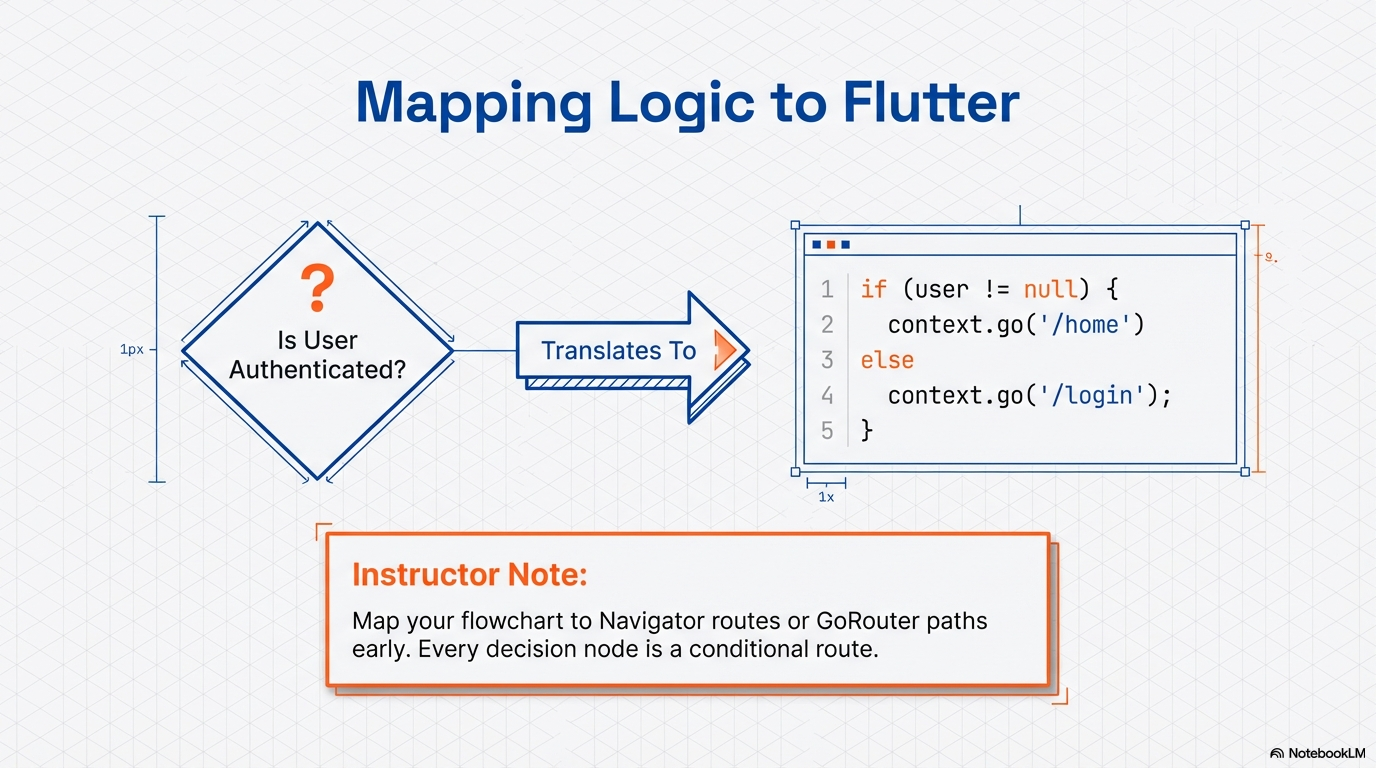 Mapping Logic to Flutter
1px
?
Is User
Authenticated?
Translates To
1 if (user != null) {
2 context.go('/home')
3 else
4 context.go('/login');
5 }
1x
Instructor Note:
Map your flowchart to Navigator routes or GoRouter paths
early. Every decision node is a conditional route.
NotebookLM